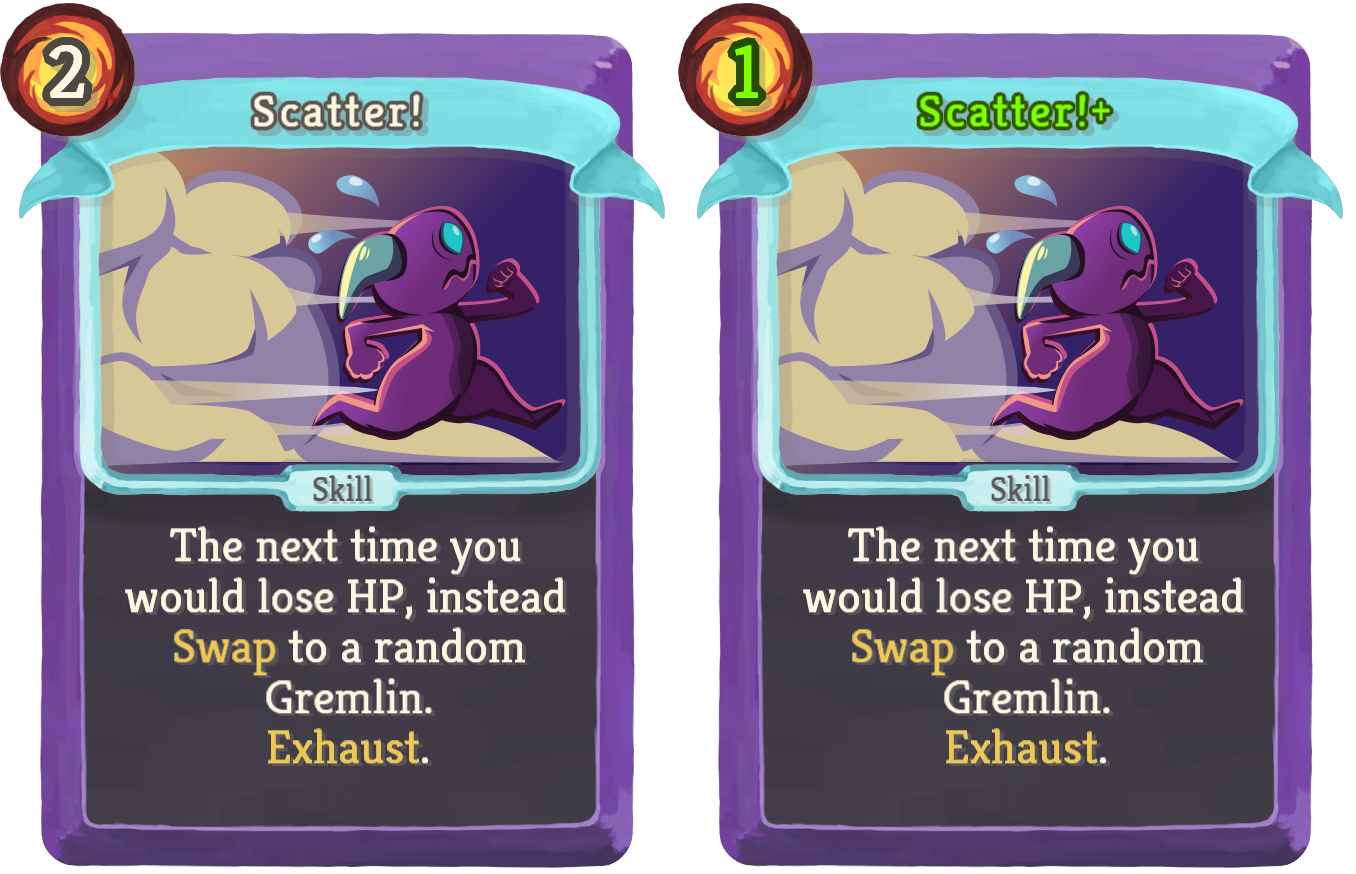 2
Scatter!
Skill
The next time you
would lose HP, instead
Swap to a random
Gremlin.
Exhaust.
1
Scatter!+
Skill
The next time you
would lose HP, instead
Swap to a random
Gremlin.
Exhaust.